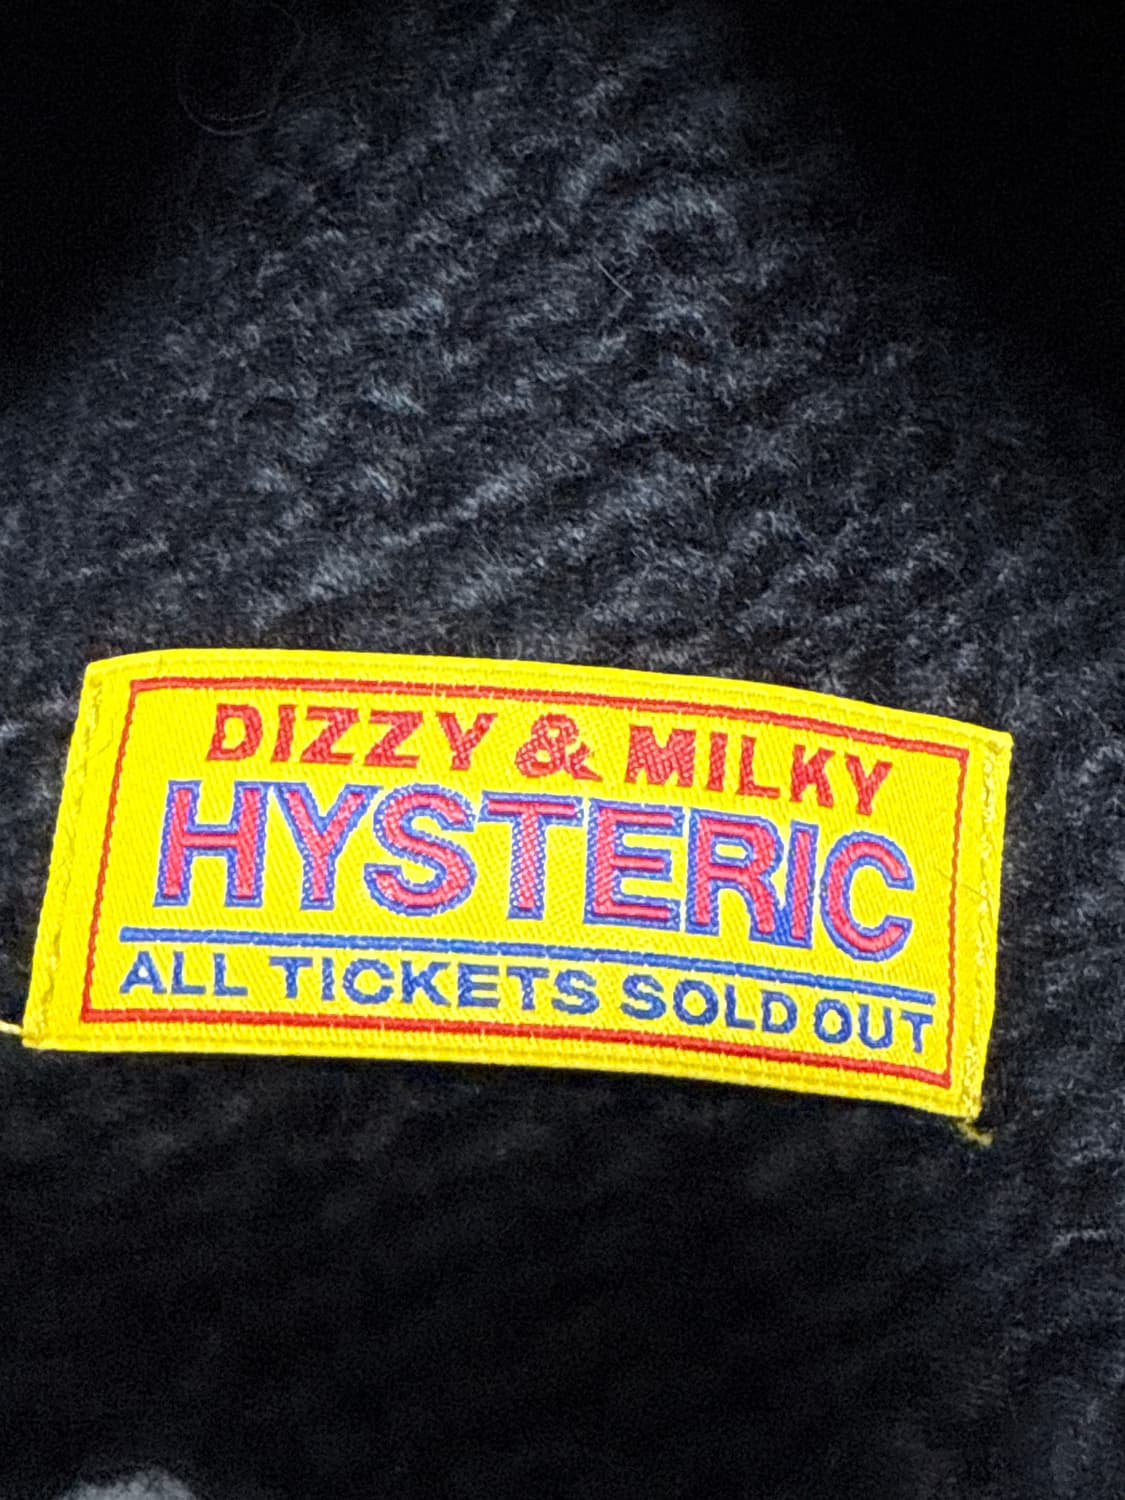 DIZZY & MILKY
HYSTERIC
ALL TICKETS SOLD OUT